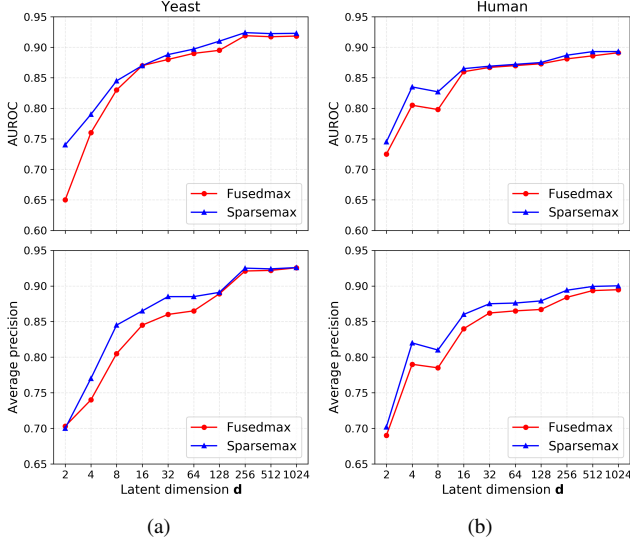 Yeast
0.95
0.90
0.85
0.80
0.75
0.70
0.65
0.60
AUROC
Fusedmax
Sparsemax
Human
0.95
0.90
0.85
0.80
0.75
0.70
0.65
0.60
AUROC
Fusedmax
Sparsemax
0.95
0.90
0.85
0.80
0.75
0.70
0.65
Average precision
Fusedmax
Sparsemax
2 4 8 16 32 64 128 256 512 1024
Latent dimension d
0.95
0.90
0.85
0.80
0.75
0.70
0.65
Average precision
Fusedmax
Sparsemax
2 4 8 16 32 64 128 256 512 1024
Latent dimension d
(a)
(b)